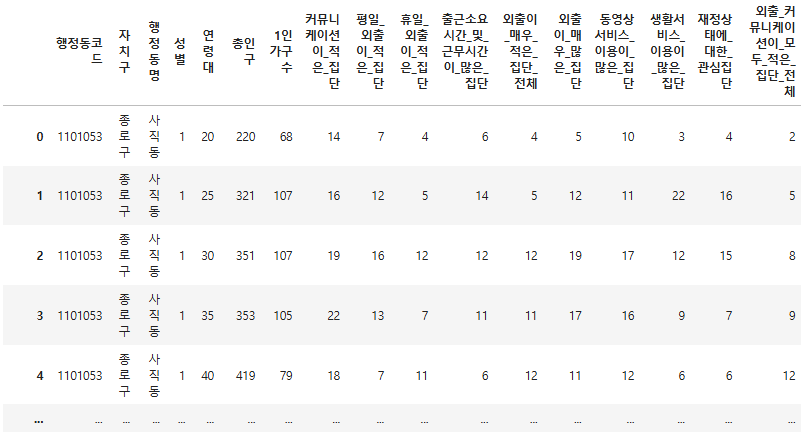 행정동코드 자치구 행정동명 성별 연령대 총인구 1인가구수 커뮤니케이션이_적은_집단 평일_외출이_적은_집단 휴일_외출이_적은_집단 출근소요시간_및_근무시간이_많은_집단 외출이_매우_적은_집단_전체 외출이_매우_많은_집단 동영상서비스_이용이_많은_집단 생활서비스_이용이_많은_집단 재정상태에_대한_관심집단 외출_커뮤니케이션이_모두_적은_집단_전체
0 1101053 종로구 사직동 1 20 220 68 14 7 4 6 4 5 10 3 4 2
1 1101053 종로구 사직동 1 25 321 107 16 12 5 14 5 12 11 22 16 5
2 1101053 종로구 사직동 1 30 351 107 19 16 12 12 12 19 17 12 15 8
3 1101053 종로구 사직동 1 35 353 105 22 13 7 11 11 17 16 9 7 9
4 1101053 종로구 사직동 1 40 419 79 18 7 11 6 12 11 12 6 6 12
... ... ... ... ... ... ... ... ... ... ... ... ... ... ... ... ... ...